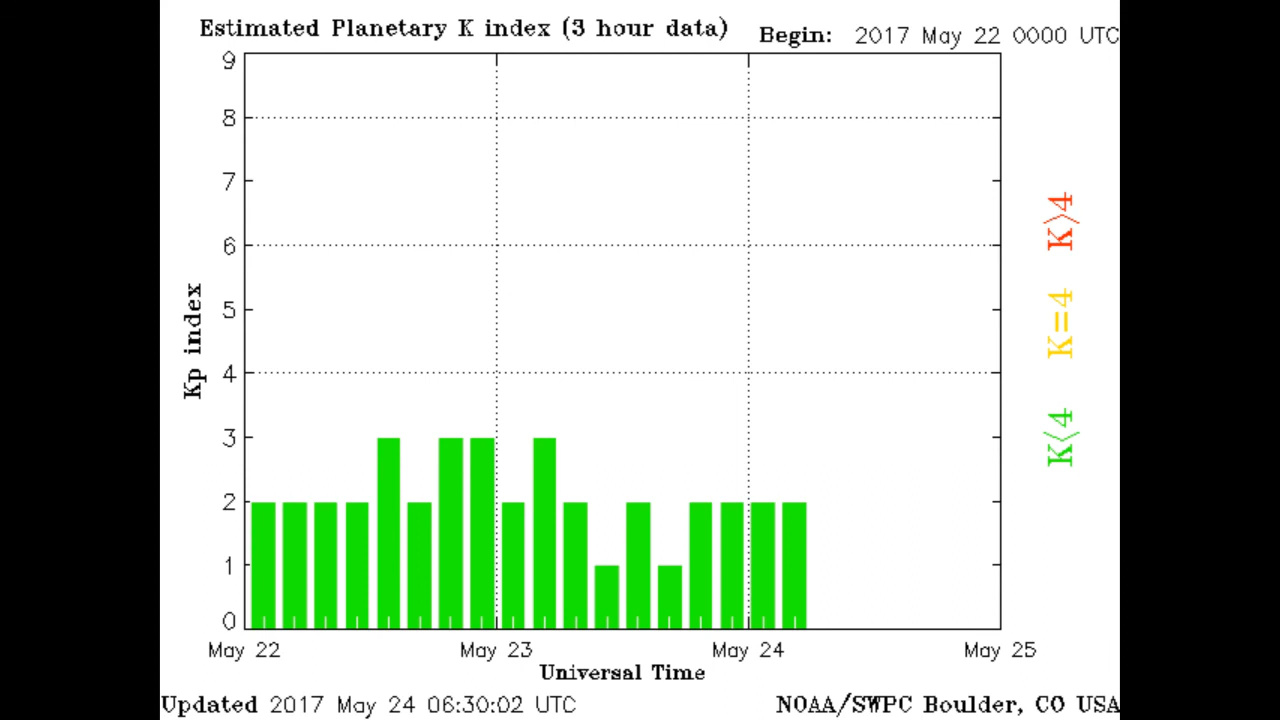 Estimated Planetary K index (3 hour data)
Begin: 2017 May 22 0000 UTC
9
8
7
6
5
4
3
2
1
0
Kp index
K>4
K=4
K<4
May 22
May 23
May 24
May 25
Universal Time
Updated 2017 May 24 06:30:02 UTC
NOAA/SWPC Boulder, CO USA